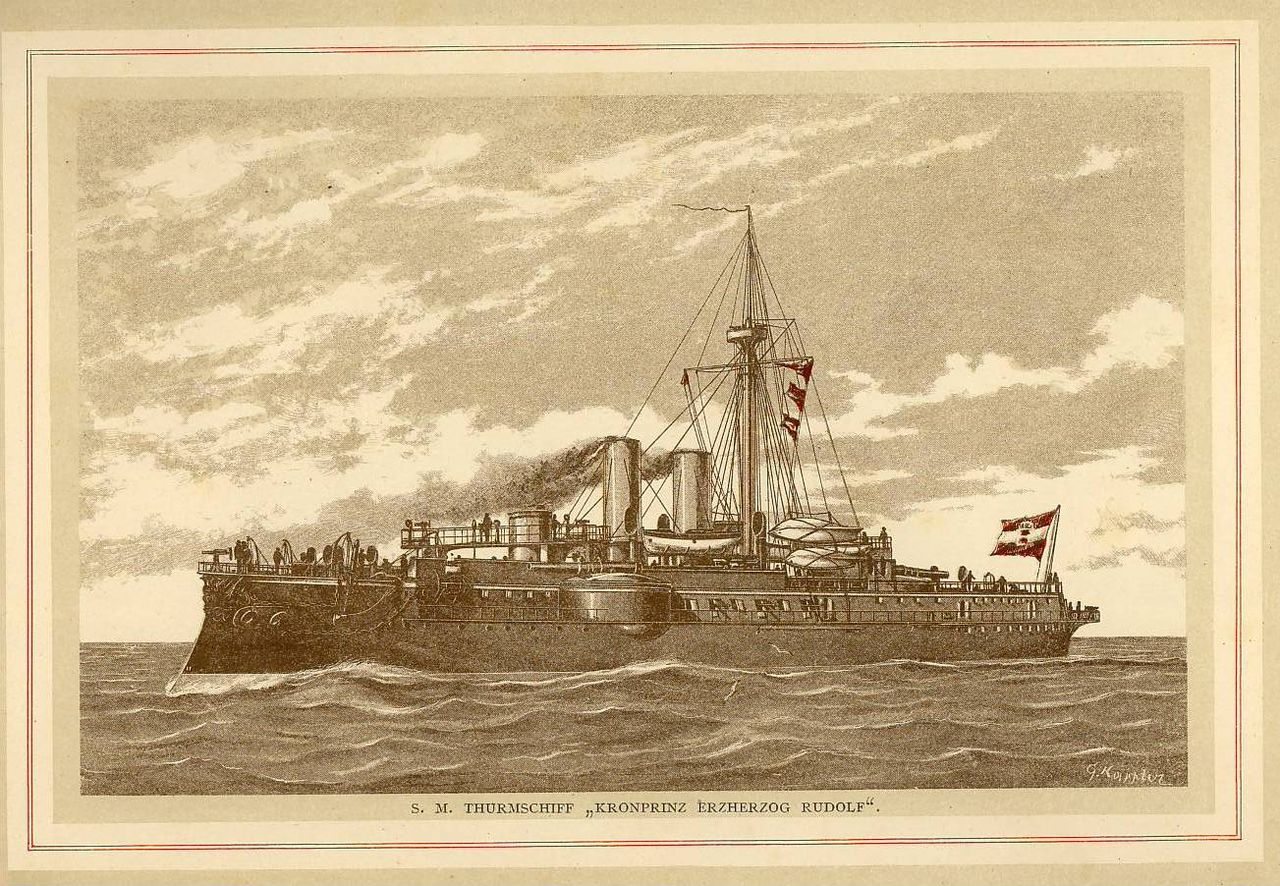 S. M. THURMSCHIFF „KRONPRINZ ERZHERZOG RUDOLF“.